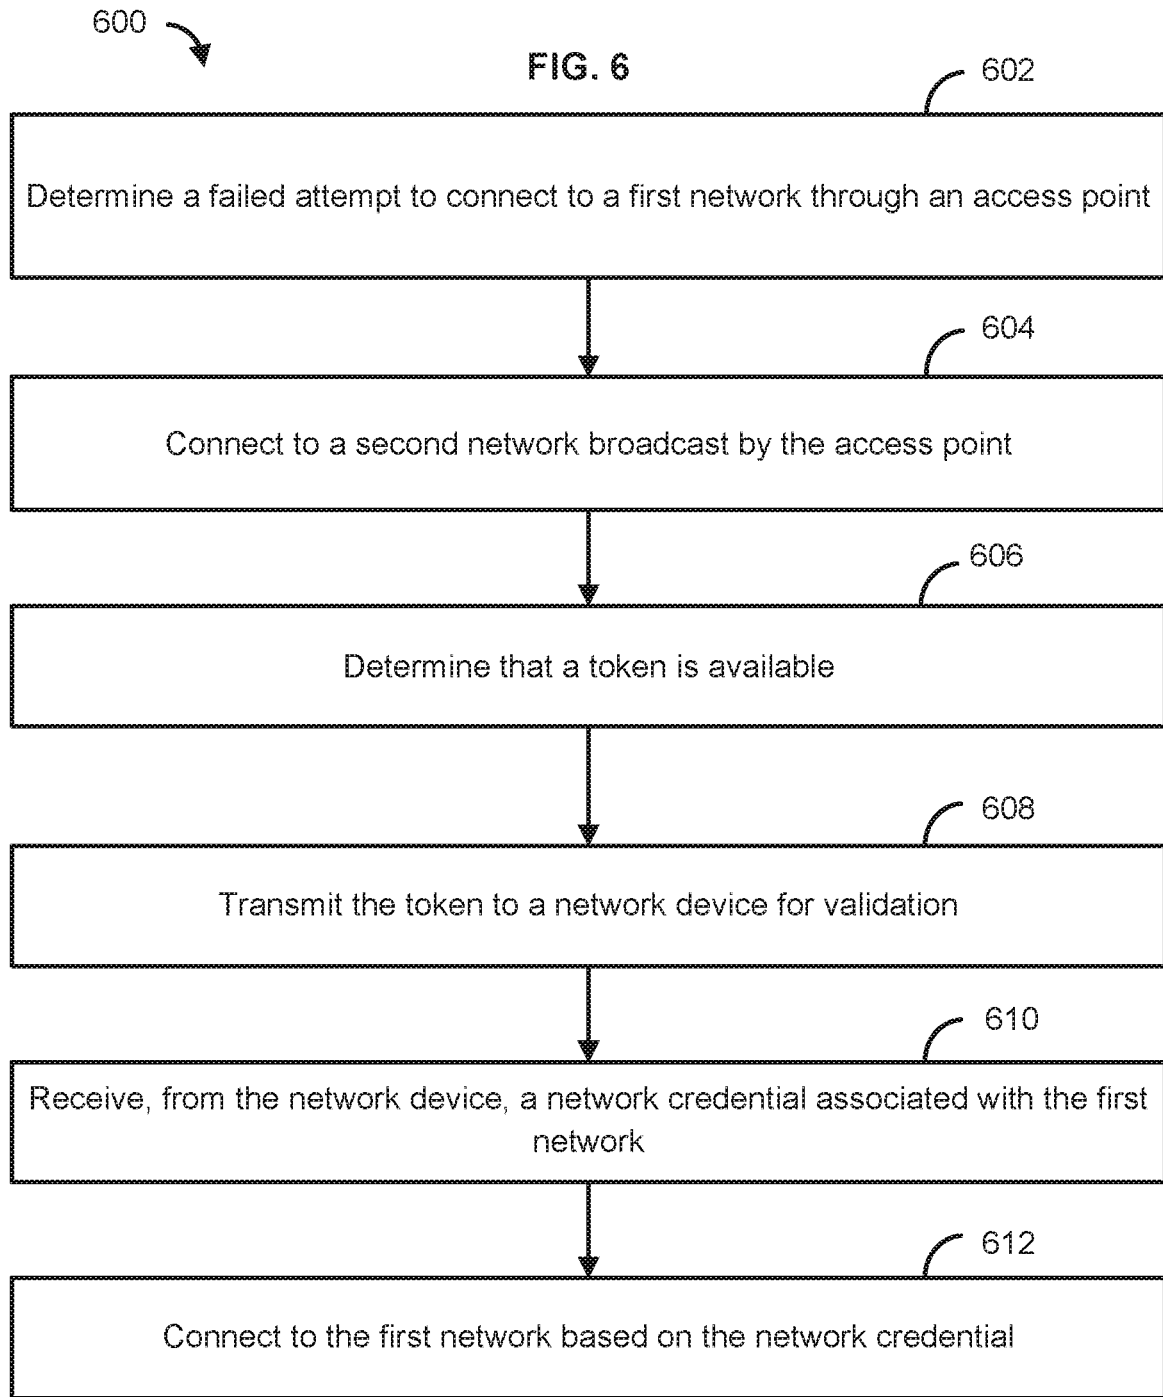 600
FIG. 6
602
Determine a failed attempt to connect to a first network through an access point
604
Connect to a second network broadcast by the access point
606
Determine that a token is available
608
Transmit the token to a network device for validation
610
Receive, from the network device, a network credential associated with the first
network
612
Connect to the first network based on the network credential